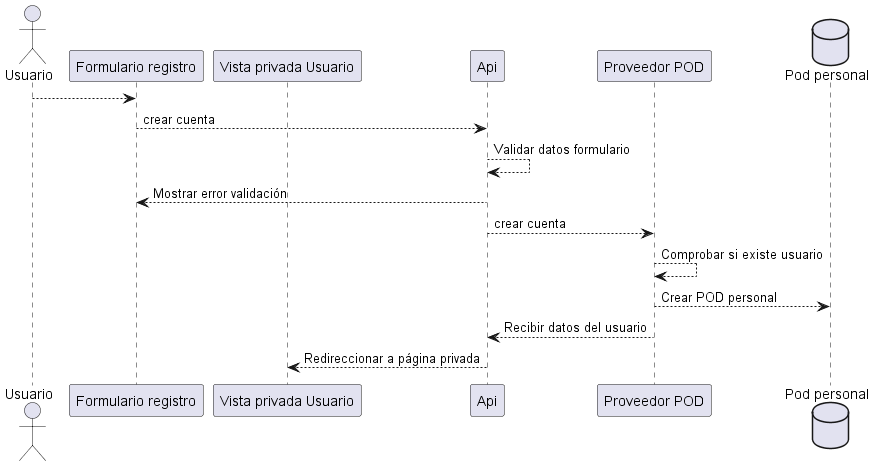 Usuario
Formulario registro
Vista privada Usuario
Api
Proveedor POD
Pod personal
crear cuenta
Validar datos formulario
Mostrar error validación
crear cuenta
Comprobar si existe usuario
Crear POD personal
Recibir datos del usuario
Redireccionar a página privada
Usuario
Formulario registro
Vista privada Usuario
Api
Proveedor POD
Pod personal